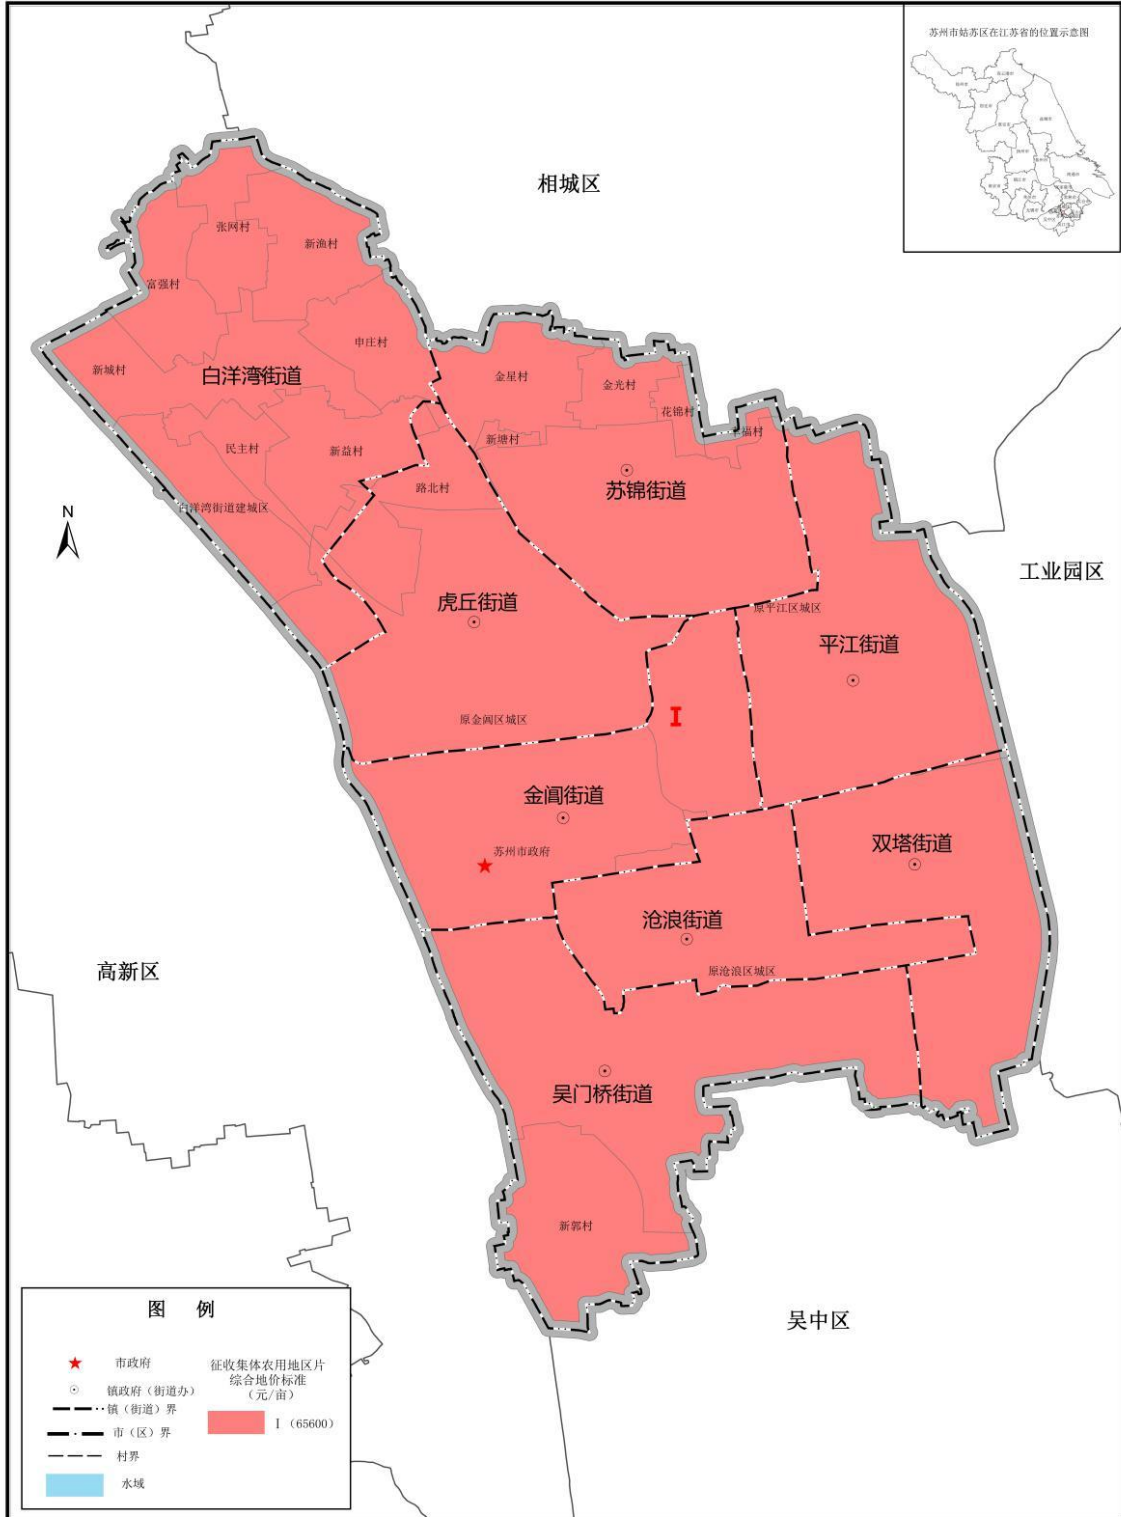 苏州市姑苏区在江苏省的位置示意图
相城区
张网村
新渔村
富强村
申庄村
新城村
白洋湾街道
金星村
金光村
花锦村
幸福村
新塘村
民主村
新益村
路北村
苏锦街道
白洋湾街道建城区
N
工业园区
虎丘街道
原平江区城区
平江街道
原金阊区城区
I
金阊街道
苏州市政府
双塔街道
沧浪街道
高新区
原沧浪区城区
吴门桥街道
新郭村
吴中区
图 例
市政府
镇政府（街道办）
镇（街道）界
市（区）界
村界
水域
征收集体农用地区片
综合地价标准
（元/亩）
I （65600）